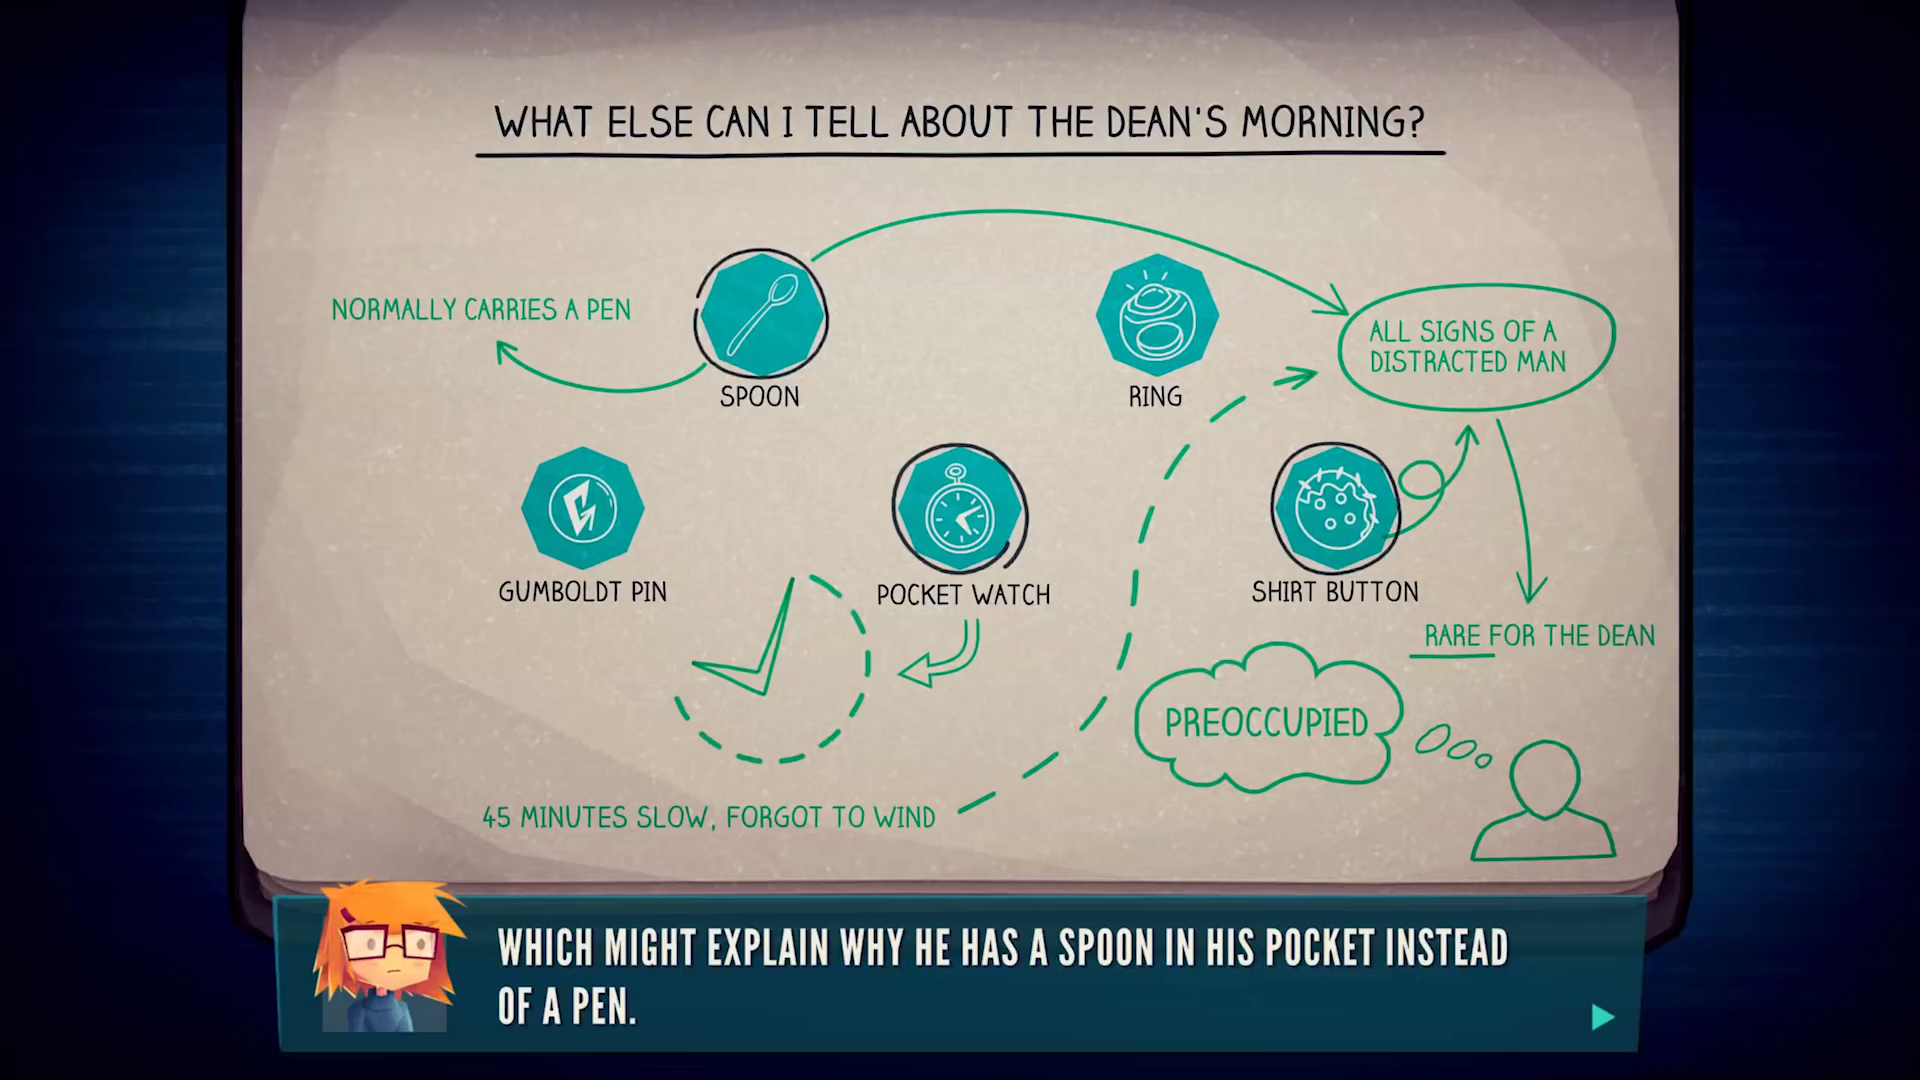 WHAT ELSE CAN I TELL ABOUT THE DEAN'S MORNING?
NORMALLY CARRIES A PEN
SPOON
RING
ALL SIGNS OF A
DISTRACTED MAN
GUMBOLDT PIN
POCKET WATCH
SHIRT BUTTON
RARE FOR THE DEAN
PREOCCUPIED
45 MINUTES SLOW, FORGOT TO WIND
WHICH MIGHT EXPLAIN WHY HE HAS A SPOON IN HIS POCKET INSTEAD
OF A PEN.